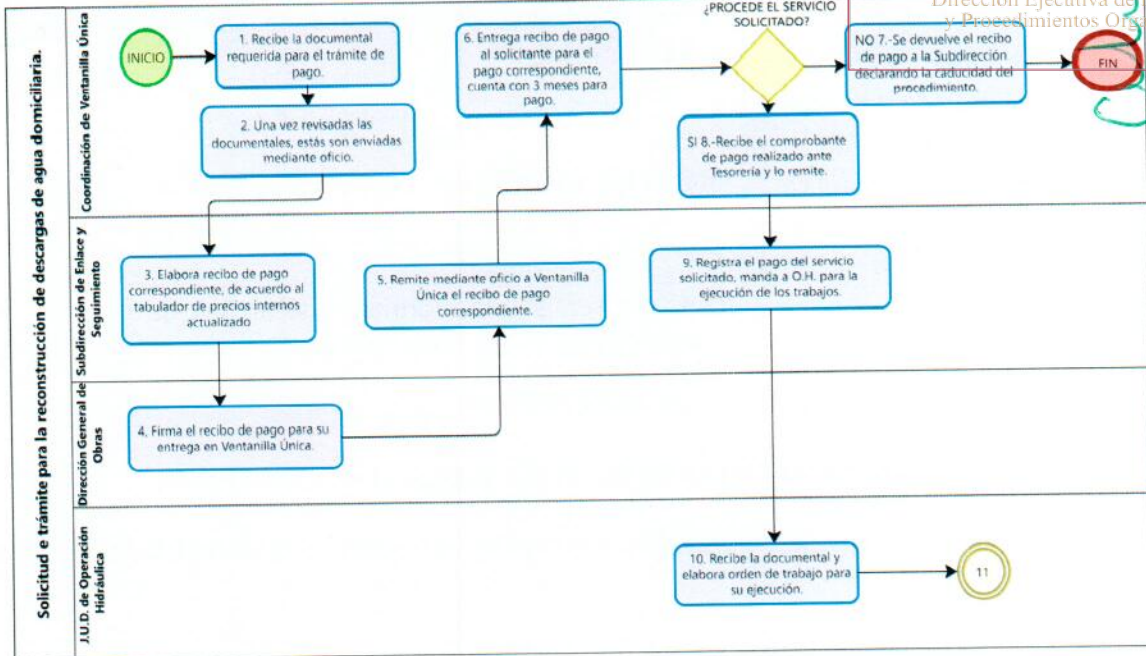 Solicitud e trámite para la reconstrucción de descargas de agua domiciliaria.
Coordinación de Ventanilla Única
INICIO
1. Recibe la documental
requerida para el trámite de
pago.
2. Una vez revisadas las
documentales, estás son enviadas
mediante oficio.
6. Entrega recibo de pago
al solicitante para el
pago correspondiente,
cuenta con 3 meses para
pago.
¿PROCEDE EL SERVICIO
SOLICITADO?
Dirección Ejecutiva de
y Procedimientos
NO 7.-Se devuelve el recibo
de pago a la Subdirección
declarando la caducidad del
procedimiento.
FIN
SI 8.-Recibe el comprobante
de pago realizado ante
Tesorería y lo remite.
Subdirección de Enlace y
Seguimiento
3. Elabora recibo de pago
correspondiente, de acuerdo al
tabulador de precios internos
actualizado
5. Remite mediante oficio a Ventanilla
Única el recibo de pago
correspondiente.
9. Registra el pago del servicio
solicitado, manda a O.H. para la
ejecución de los trabajos.
Dirección General de
Obras
4. Firma el recibo de pago para su
entrega en Ventanilla Única.
J.U.D. de Operación
Hidráulica
10. Recibe la documental y
elabora orden de trabajo para
su ejecución.
11